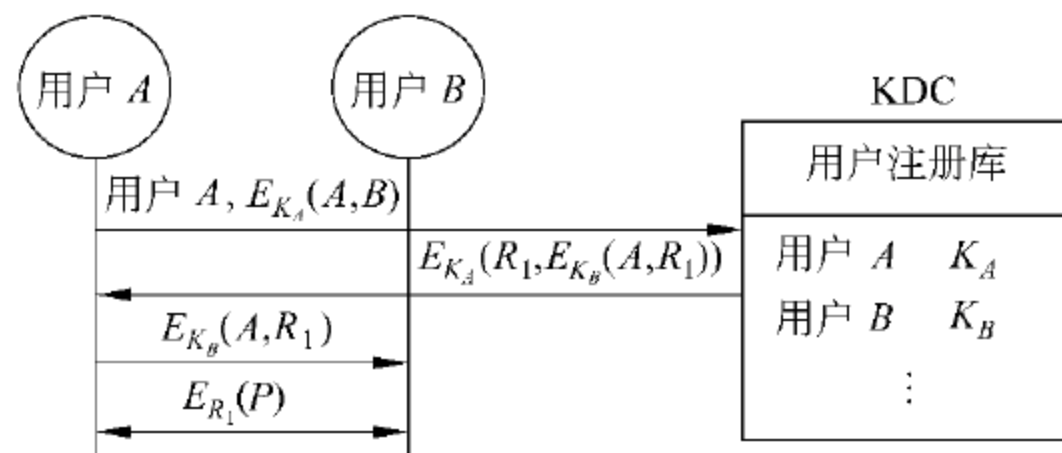 用户 A
用户 B
KDC
用户注册库
用户 A, E_{K_A}(A,B)
E_{K_A}(R_1,E_{K_B}(A,R_1))
用户 A K_A
用户 B K_B
⋮
E_{K_B}(A,R_1)
E_{R_1}(P)